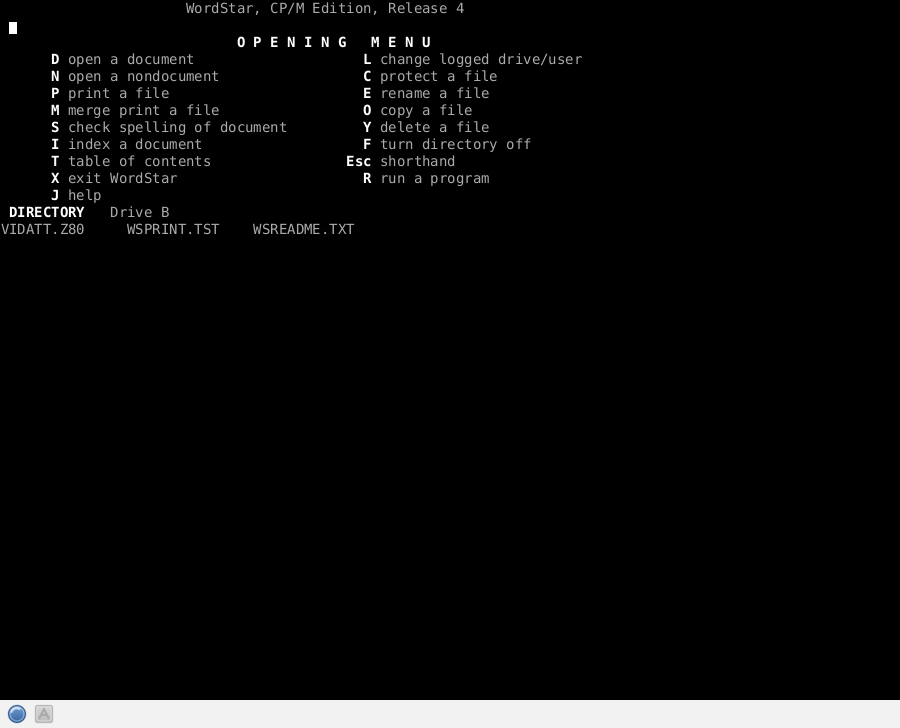 WordStar, CP/M Edition, Release 4
O P E N I N G   M E N U
D open a document   L change logged drive/user
N open a nondocument   C protect a file
P print a file   E rename a file
M merge print a file   O copy a file
S check spelling of document   Y delete a file
I index a document   F turn directory off
T table of contents   Esc shorthand
X exit WordStar   R run a program
J help
DIRECTORY   Drive B
VIDATT.Z80   WSPRINT.TST   WSREADME.TXT
A